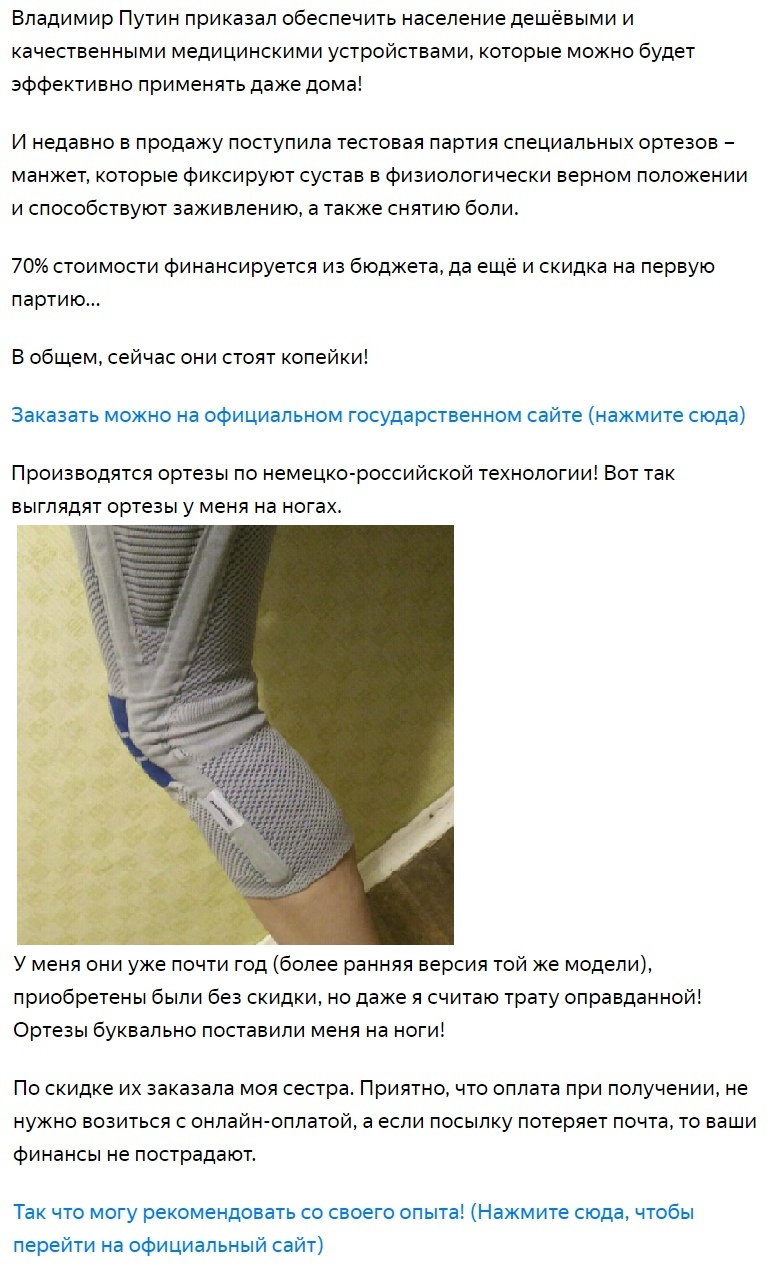 Владимир Путин приказал обеспечить население дешёвыми и
качественными медицинскими устройствами, которые можно будет
эффективно применять даже дома!
И недавно в продажу поступила тестовая партия специальных ортезов –
манжет, которые фиксируют сустав в физиологически верном положении
и способствуют заживлению, а также снятию боли.
70% стоимости финансируется из бюджета, да ещё и скидка на первую
партию...
В общем, сейчас они стоят копейки!
Заказать можно на официальном государственном сайте (нажмите сюда)
Производятся ортезы по немецко-российской технологии! Вот так
выглядят ортезы у меня на ногах.
У меня они уже почти год (более ранняя версия той же модели),
приобретены были без скидки, но даже я считаю трату оправданной!
Ортезы буквально поставили меня на ноги!
По скидке их заказала моя сестра. Приятно, что оплата при получении, не
нужно возиться с онлайн-оплатой, а если посылку потеряет почта, то ваши
финансы не пострадают.
Так что могу рекомендовать со своего опыта! (Нажмите сюда, чтобы
перейти на официальный сайт)